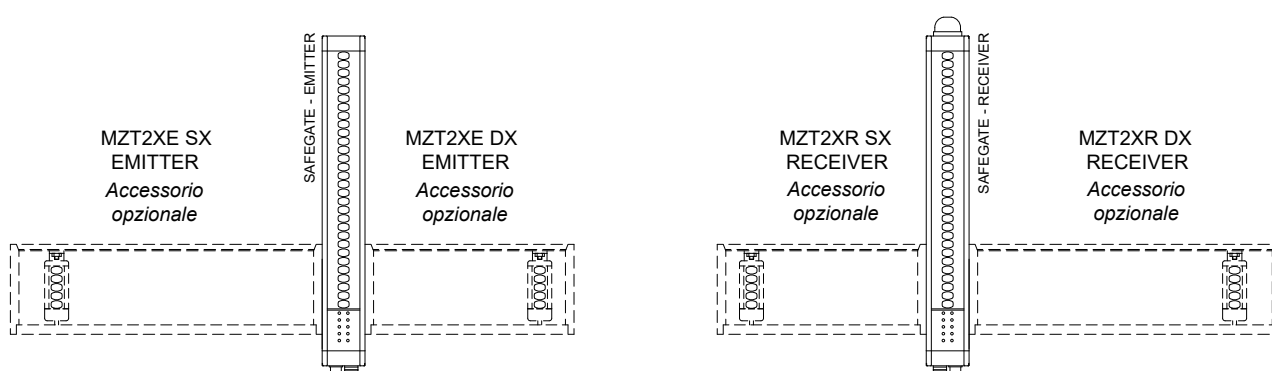 MZT2XE SX
EMITTER
Accessorio
opzionale
SAFEGATE - EMITTER
MZT2XE DX
EMITTER
Accessorio
opzionale
MZT2XR SX
RECEIVER
Accessorio
opzionale
SAFEGATE - RECEIVER
MZT2XR DX
RECEIVER
Accessorio
opzionale